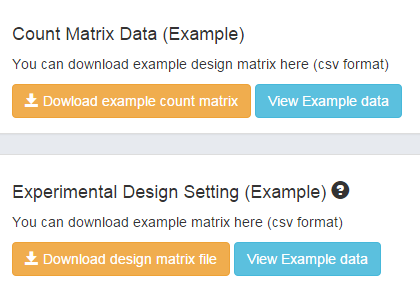 Count Matrix Data (Example)
You can download example design matrix here (csv format)
Dowload example count matrix View Example data
Experimental Design Setting (Example) ?
You can download example matrix here (csv format)
Download design matrix file View Example data